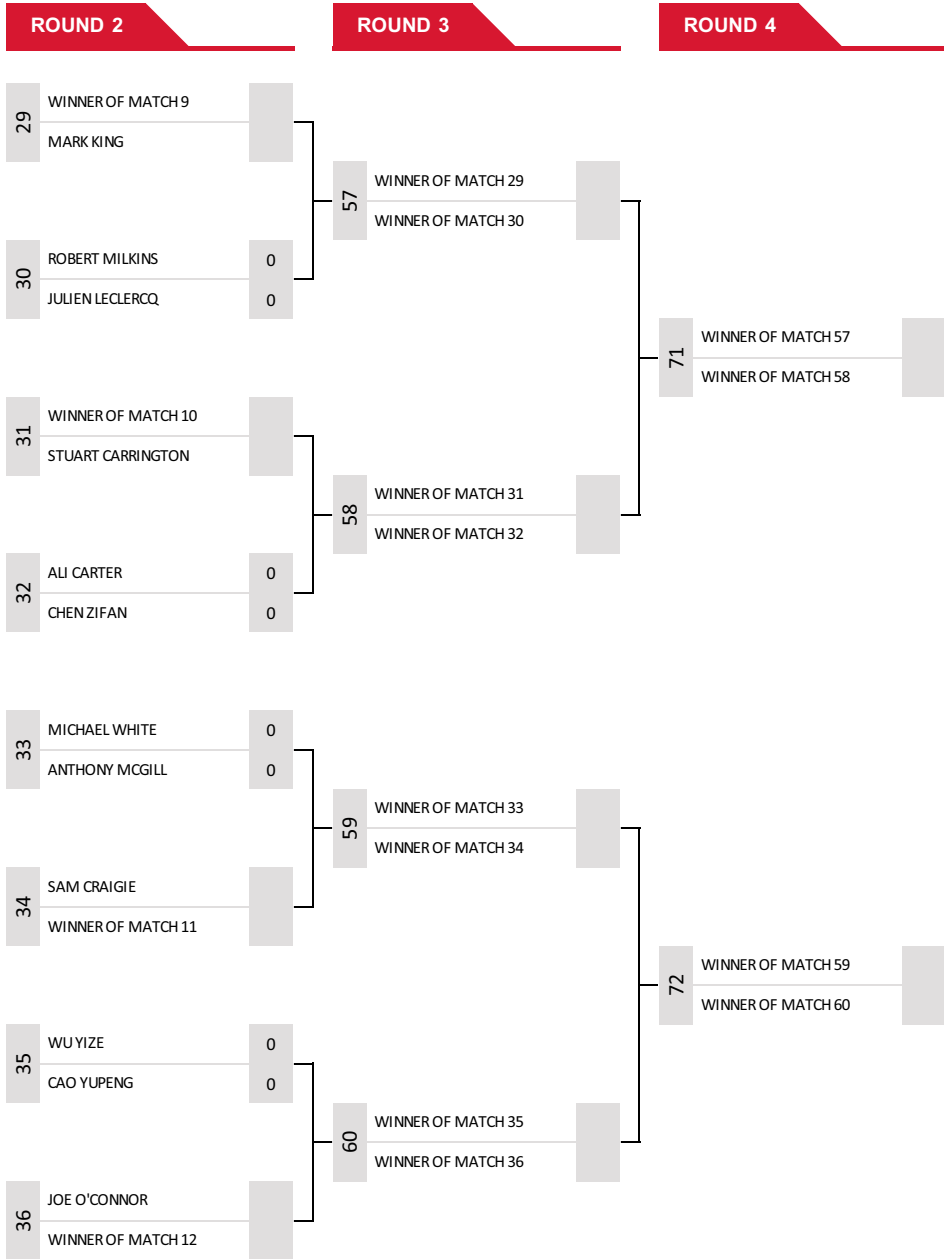 ROUND 2
ROUND 3
ROUND 4
29
WINNER OF MATCH 9
MARK KING
57
WINNER OF MATCH 29
WINNER OF MATCH 30
30
ROBERT MILKINS 0
JULIEN LECLERCQ 0
71
WINNER OF MATCH 57
WINNER OF MATCH 58
31
WINNER OF MATCH 10
STUART CARRINGTON
58
WINNER OF MATCH 31
WINNER OF MATCH 32
32
ALI CARTER 0
CHEN ZIFAN 0
33
MICHAEL WHITE 0
ANTHONY MCGILL 0
59
WINNER OF MATCH 33
WINNER OF MATCH 34
34
SAM CRAIGIE
WINNER OF MATCH 11
72
WINNER OF MATCH 59
WINNER OF MATCH 60
35
WU YIZE 0
CAO YUPENG 0
60
WINNER OF MATCH 35
WINNER OF MATCH 36
36
JOE O'CONNOR
WINNER OF MATCH 12